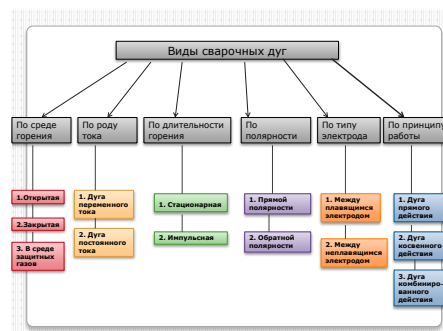 Виды сварочных дуг
По среде
горения
По роду
тока
По длительности
горения
По
полярности
По типу
электрода
По принципу
работы
1.Открытая
2.Закрытая
3. В среде
защитных
газов
1. Дуга
переменного
тока
2. Дуга
постоянного
тока
1. Стационарная
2. Импульсная
1. Прямой
полярности
2. Обратной
полярности
1. Между
плавящимся
электродом
2. Между
неплавящимся
электродом
1. Дуга
прямого
действия
2. Дуга
косвенного
действия
3. Дуга
комбиниро-
ванного
действия